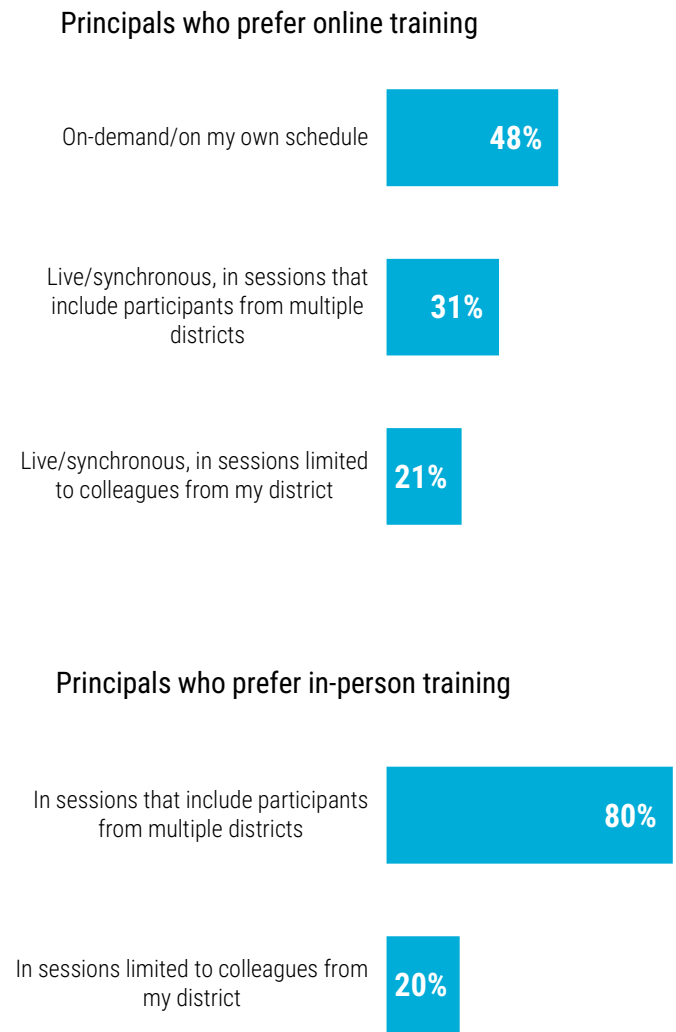 Principals who prefer online training
On-demand/on my own schedule
48%
Live/synchronous, in sessions that
include participants from multiple
districts
31%
Live/synchronous, in sessions limited
to colleagues from my district
21%
Principals who prefer in-person training
In sessions that include participants
from multiple districts
80%
In sessions limited to colleagues from
my district
20%